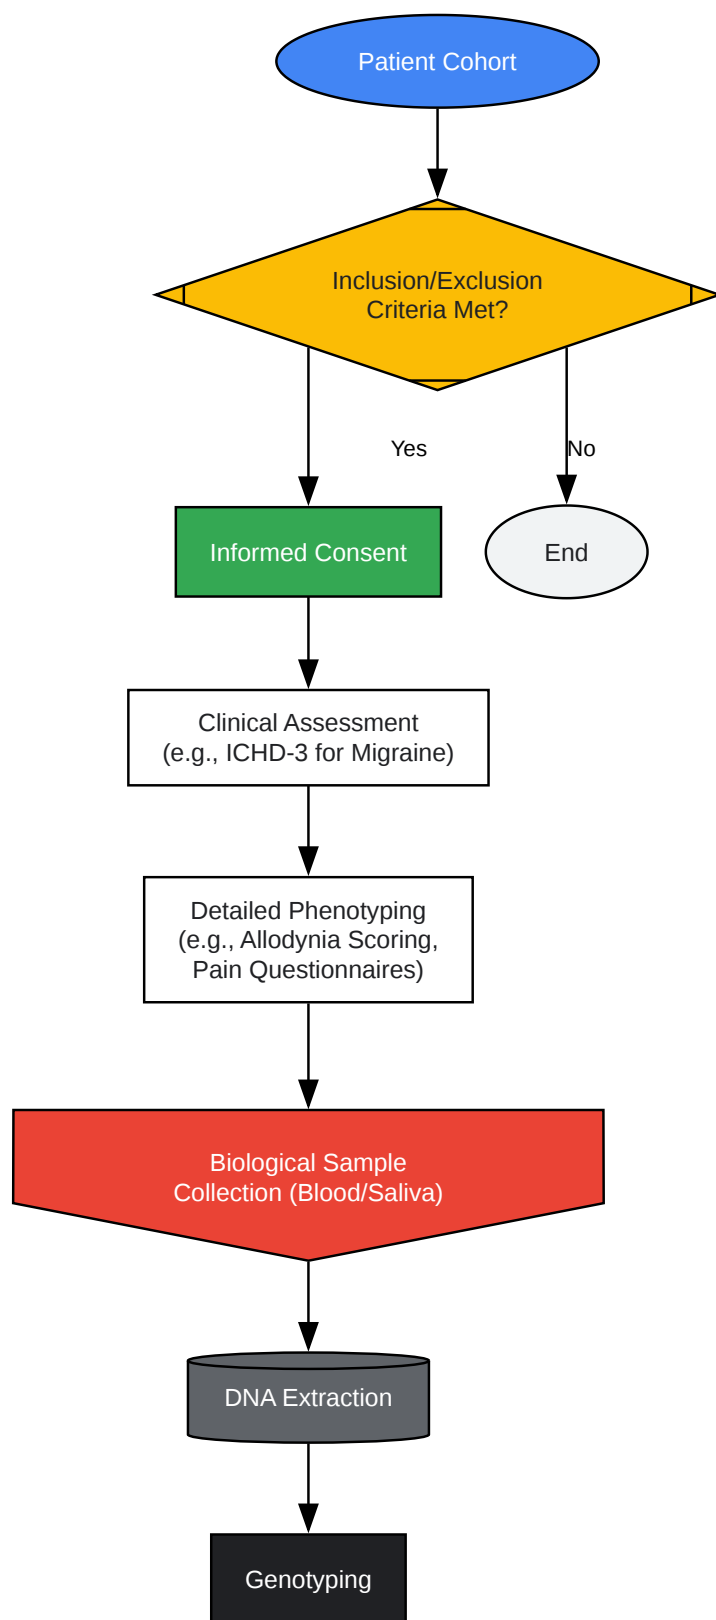 Patient Cohort
Inclusion/Exclusion
Criteria Met?
Yes
No
Informed Consent
End
Clinical Assessment
(e.g., ICHD-3 for Migraine)
Detailed Phenotyping
(e.g., Allodynia Scoring,
Pain Questionnaires)
Biological Sample
Collection (Blood/Saliva)
DNA Extraction
Genotyping